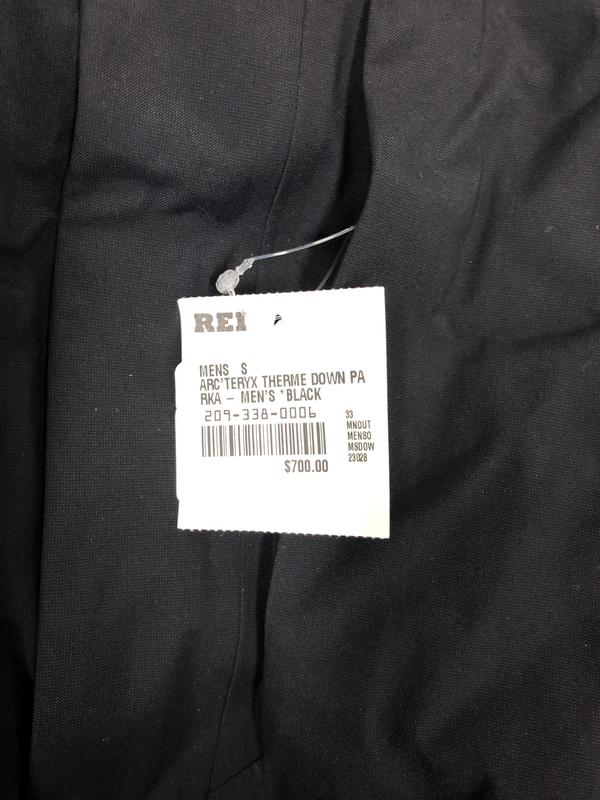 REI
MENS S
ARC'TERYX THERME DOWN PA
RKA – MEN'S *BLACK
209-338-0006
33
MNOUT
MENSO
MSDOW
23028
$700.00